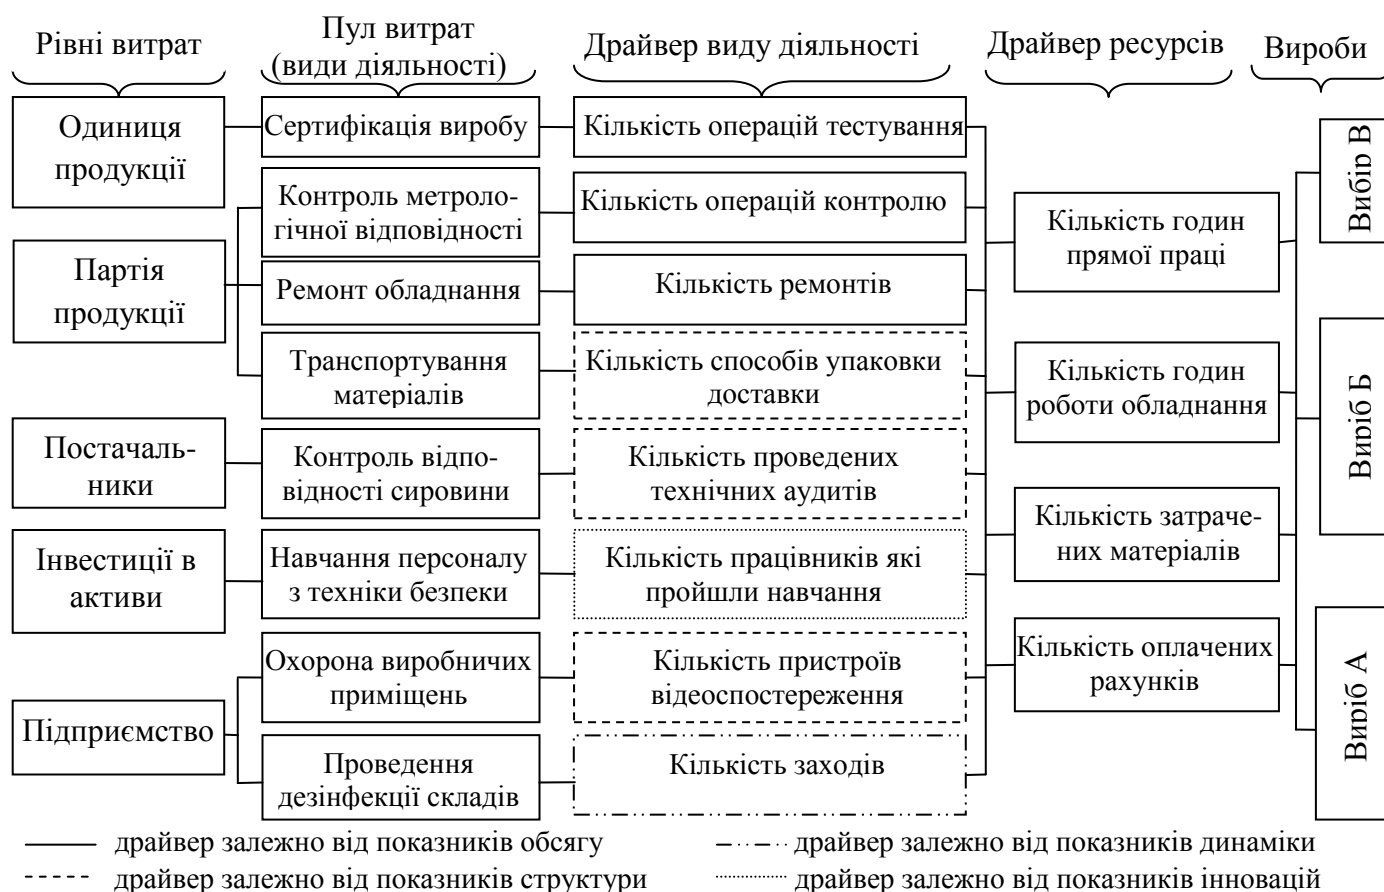 Рівні витрат
Пул витрат
(види діяльності)
Драйвер виду діяльності
Драйвер ресурсів
Вироби
Одиниця
продукції
Сертифікація виробу
Кількість операцій тестування
Контроль метроло-
гічної відповідності
Кількість операцій контролю
Партія
продукції
Ремонт обладнання
Кількість ремонтів
Транспортування
матеріалів
Кількість способів упаковки
доставки
Постачаль-
ники
Контроль відпо-
відності сировини
Кількість проведених
технічних аудитів
Інвестиції в
активи
Навчання персоналу
з техніки безпеки
Кількість працівників які
пройшли навчання
Підприємство
Охорона виробничих
приміщень
Кількість пристроїв
відеоспостереження
Проведення
дезінфекції складів
Кількість заходів
Кількість годин
прямої праці
Кількість годин
роботи обладнання
Кількість затраче-
них матеріалів
Кількість оплачених
рахунків
Вибір В
Виріб Б
Виріб А
драйвер залежно від показників обсягу
драйвер залежно від показників динаміки
драйвер залежно від показників структури
драйвер залежно від показників інновацій